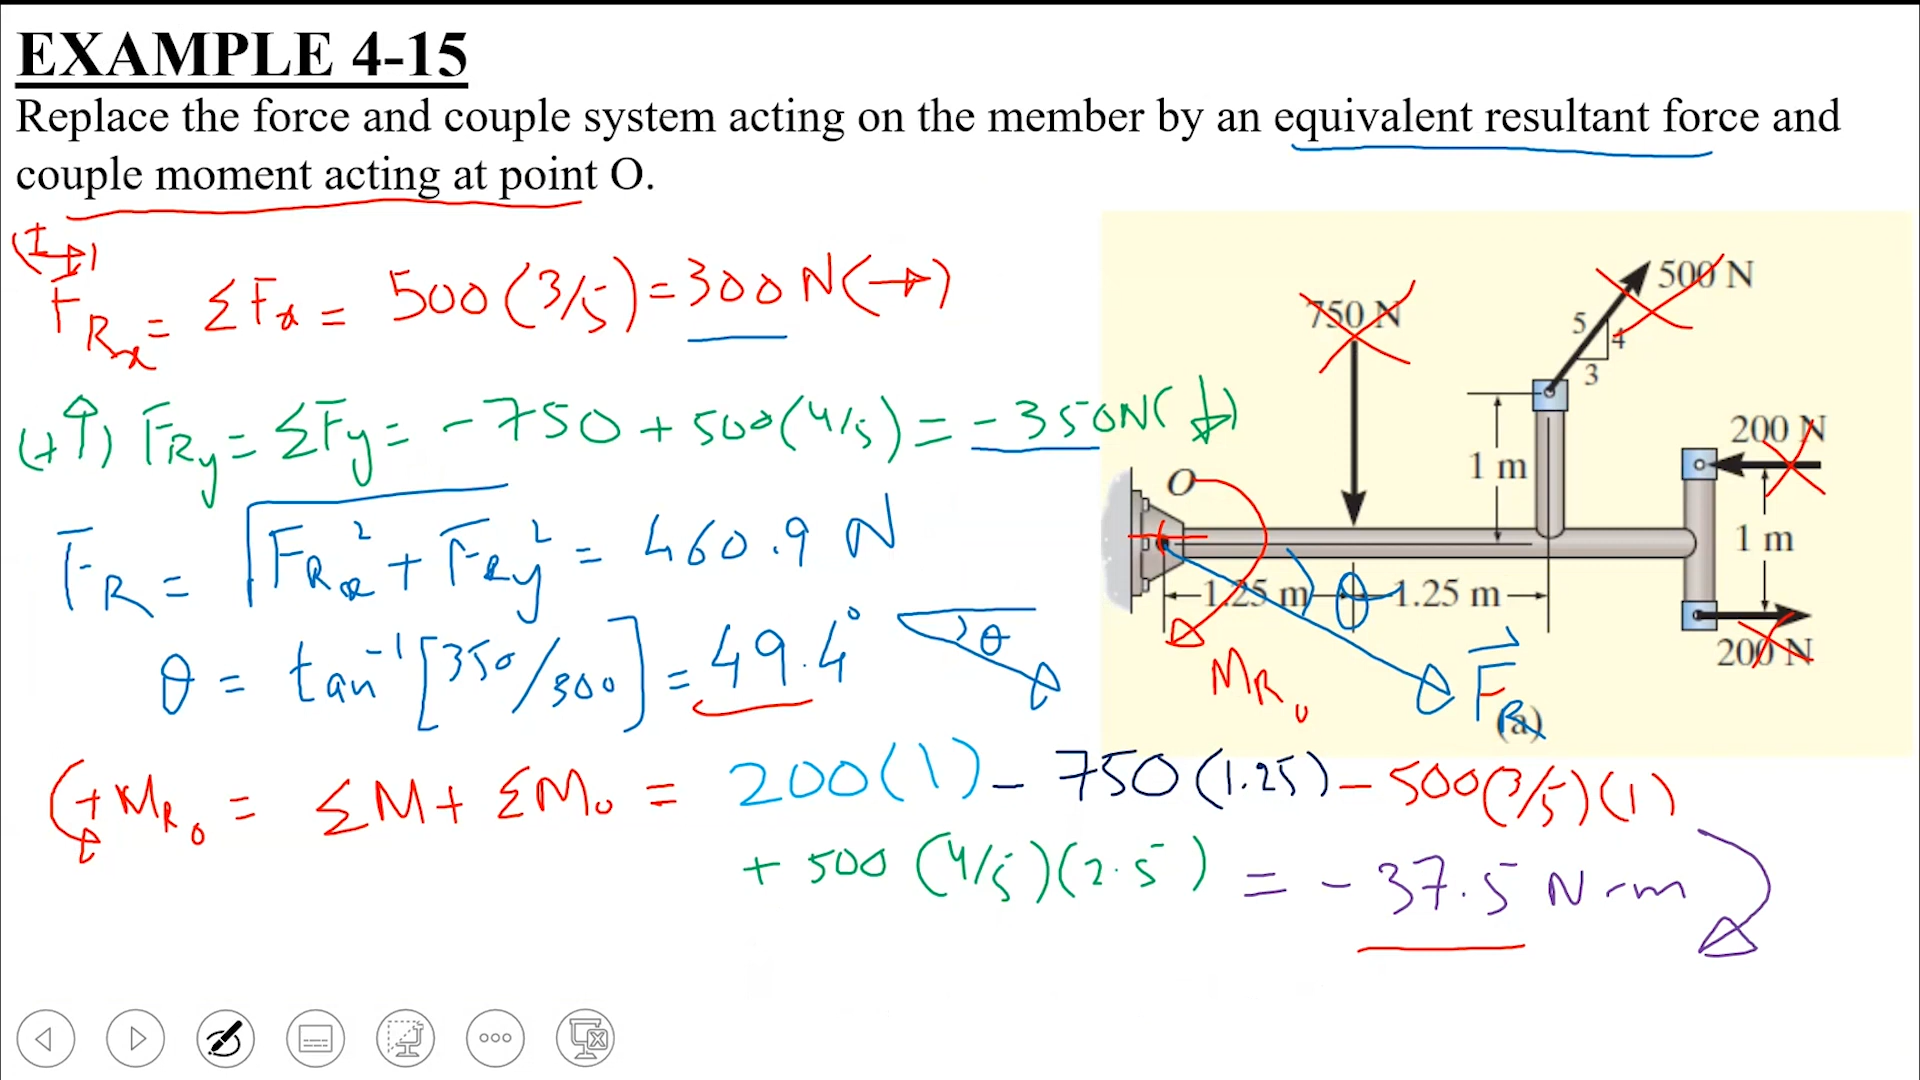 EXAMPLE 4-15
Replace the force and couple system acting on the member by an equivalent resultant force and
couple moment acting at point O.
(+→)
F_Rx = ΣFx = 500(3/5) = 300 N(→)
(+↑) F_Ry = ΣFy = -750 + 500(4/5) = -350N(↓)
F_R = √(F_Rx² + F_Ry²) = 460.9 N
θ = tan⁻¹[350/300] = 49.4°
θ
(+ M_RO = ΣM + ΣM_O = 200(1) - 750(1.25) - 500(3/5)(1)
+ 500(4/5)(2.5) = -37.5 N-m
750 N
500 N
5
4
3
200 N
1 m
O
1 m
1.25 m
θ
1.25 m
200 N
M_RO
F_R
(a)